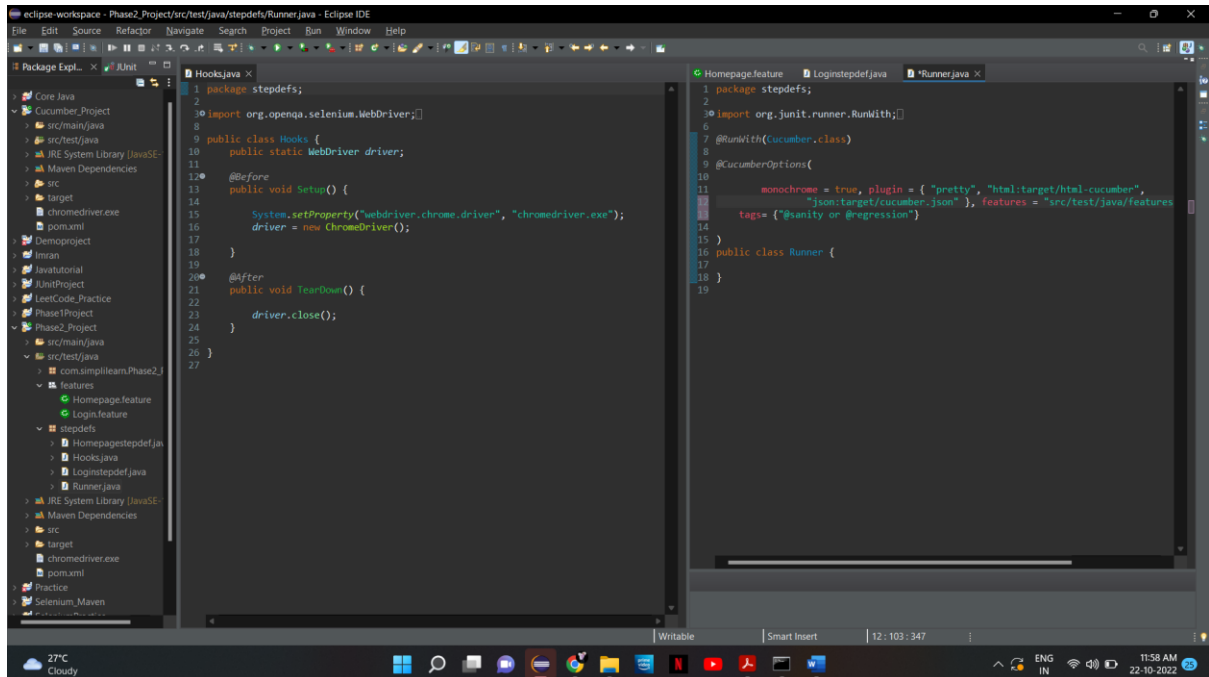 eclipse-workspace - Phase2_Project/src/test/java/stepdefs/Runner.java - Eclipse IDE
File Edit Source Refactor Navigate Search Project Run Window Help
Package Expl... JUnit
Core Java
Cucumber_Project
src/main/java
src/test/java
JRE System Library [JavaSE-
Maven Dependencies
src
target
chromedriver.exe
pom.xml
Demoproject
Imran
Javatutorial
JUnitProject
LeetCode_Practice
Phase1Project
Phase2_Project
src/main/java
src/test/java
com.simplilearn.Phase2_
features
Homepage.feature
Login.feature
stepdefs
Homepagestepdef.jav
Hooks.java
Loginstepdef.java
Runner.java
JRE System Library [JavaSE-
Maven Dependencies
src
target
chromedriver.exe
pom.xml
Practice
Selenium_Maven
Hooks.java
1 package stepdefs;
2
3 import org.openqa.selenium.WebDriver;
8
9 public class Hooks {
10 public static WebDriver driver;
11
12 @Before
13 public void Setup() {
14
15 System.setProperty("webdriver.chrome.driver", "chromedriver.exe");
16 driver = new ChromeDriver();
17
18 }
19
20 @After
21 public void TearDown() {
22
23 driver.close();
24 }
25
26 }
27
Homepage.feature Loginstepdef.java *Runner.java
1 package stepdefs;
2
3 import org.junit.runner.RunWith;
6
7 @RunWith(Cucumber.class)
8
9 @CucumberOptions(
10
11 monochrome = true, plugin = { "pretty", "html:target/html-cucumber",
12 "json:target/cucumber.json" }, features = "src/test/java/features
13 tags= {"@sanity or @regression"}
14
15 )
16 public class Runner {
17
18 }
19
Writable Smart Insert 12 : 103 : 347
27°C
Cloudy
ENG
IN
11:58 AM
22-10-2022
25